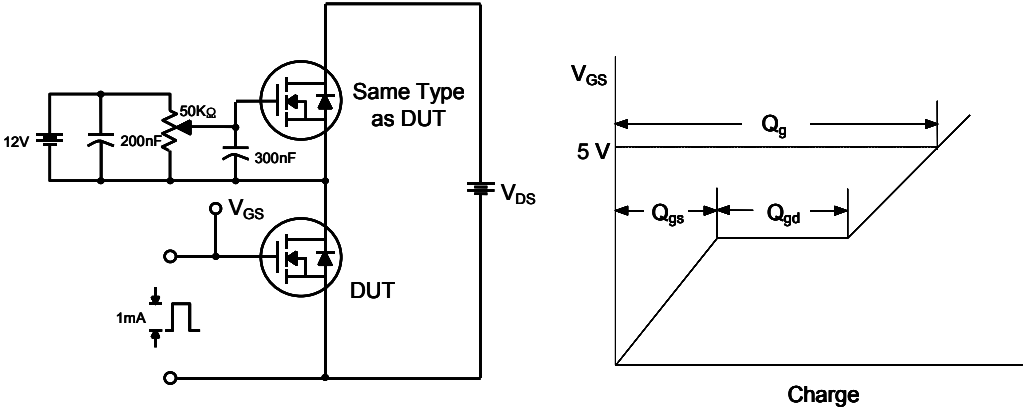 12V
200nF
50KΩ
300nF
Same Type
as DUT
VGS
DUT
1mA
VDS
VGS
Qg
5 V
Qgs
Qgd
Charge